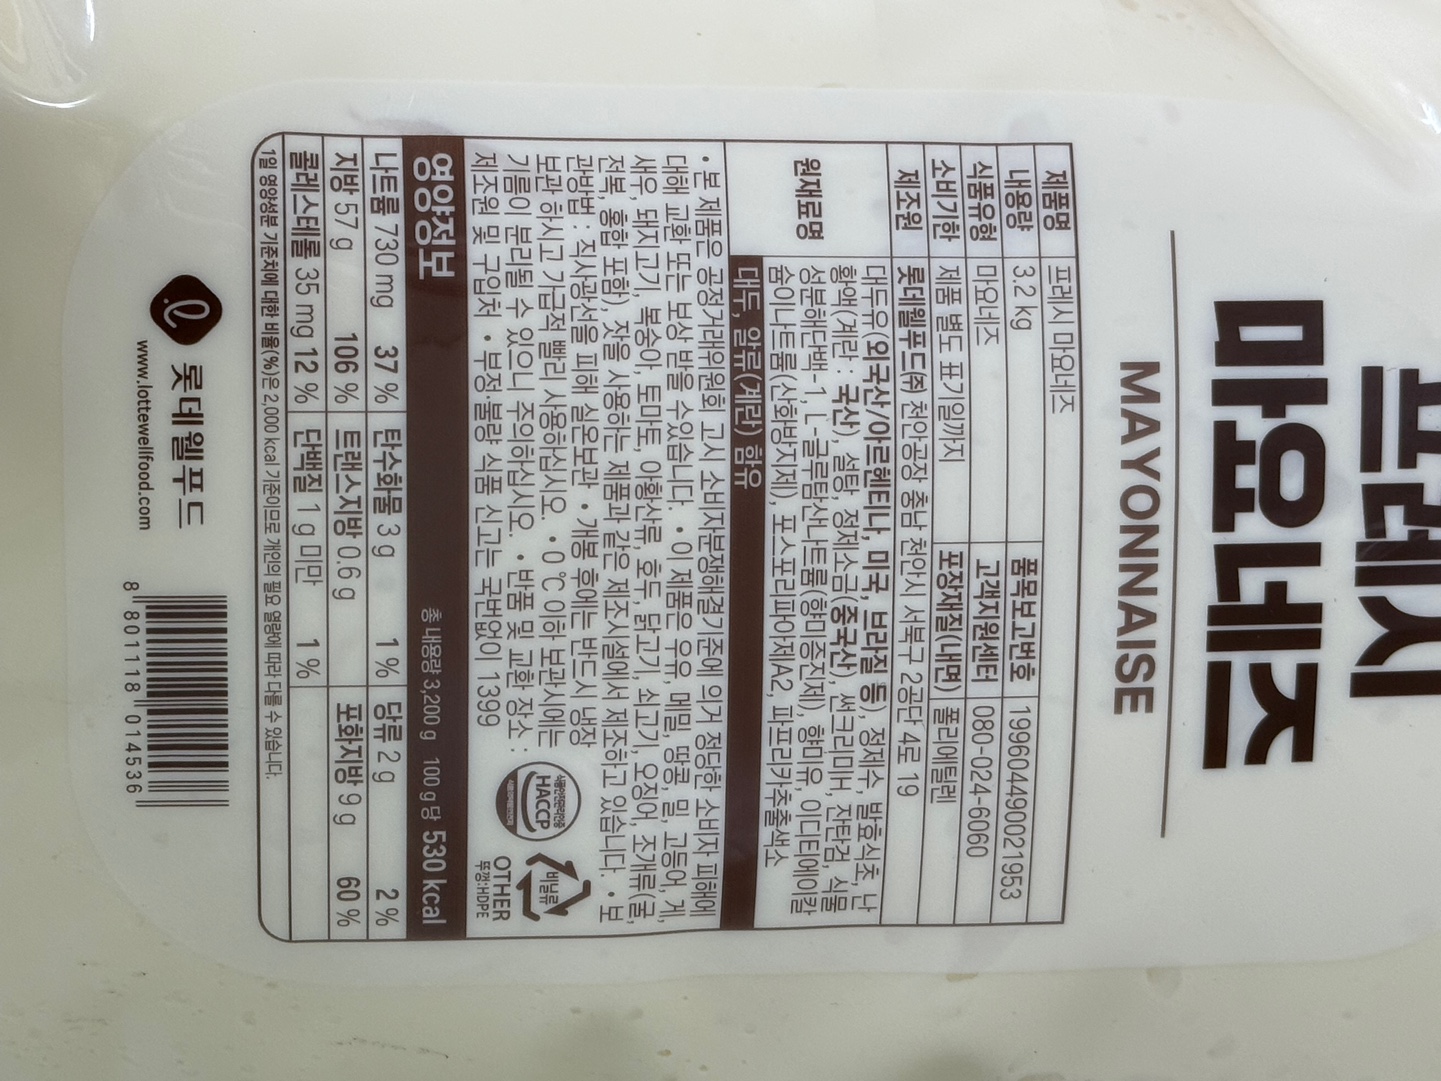 프레시
마요네즈
MAYONNAISE
제품명 프레시 마요네즈
내용량 3.2 kg 품목보고번호 19960449002​1953
식품유형 마요네즈 고객지원센터 080-024-6060
소비기한 제품 별도 표기일까지 포장재질(내면) 폴리에틸렌
제조원 롯데웰푸드㈜ 천안공장 충남 천안시 서북구 2공단 4로 19
원재료명 대두유(외국산/아르헨티나, 미국, 브라질 등), 정제수, 발효식초, 난
황액(계란 : 국산), 설탕, 정제소금(중국산), 썬크리미H, 잔탄검, 식물
성분해단백-1, L-글루탐산나트륨(향미증진제), 향미유, 이디티에이칼
슘이나트륨(산화방지제), 포스포리파아제A2, 파프리카추출색소
대두, 알류(계란) 함유
• 본 제품은 공정거래위원회 고시 소비자분쟁해결기준에 의거 정당한 소비자 피해에
대해 교환 또는 보상 받을 수있습니다. • 이 제품은 우유, 메밀, 땅콩, 밀, 고등어, 게,
새우, 돼지고기, 복숭아, 토마토, 아황산류, 호두, 닭고기, 쇠고기, 오징어, 조개류(굴,
전복, 홍합 포함), 잣을 사용하는 제품과 같은 제조시설에서 제조하고 있습니다. • 보
관방법 : 직사광선을 피해 실온보관 • 개봉 후에는 반드시 냉장
보관 하시고 가급적 빨리 사용하십시오. • 0 ℃ 이하 보관시에는
기름이 분리될 수 있으니 주의하십시오. • 반품 및 교환 장소 :
제조원 및 구입처 • 부정·불량 식품 신고는 국번없이 1399
식품안전관리인증
HACCP
식품의약품안전처
비닐류
OTHER
뚜껑:HDPE
영양정보 총 내용량 3,200 g 100 g당 530 kcal
나트륨 730 mg 37 % 탄수화물 3 g 1 % 당류 2 g 2 %
지방 57 g 106 % 트랜스지방 0.6 g 포화지방 9 g 60 %
콜레스테롤 35 mg 12 % 단백질 1 g 미만 1 %
1일 영양성분 기준치에 대한 비율(%)은 2,000 kcal 기준이므로 개인의 필요 열량에 따라 다를 수 있습니다.
롯데웰푸드
www.lottewellfood.com
8 801118 014536